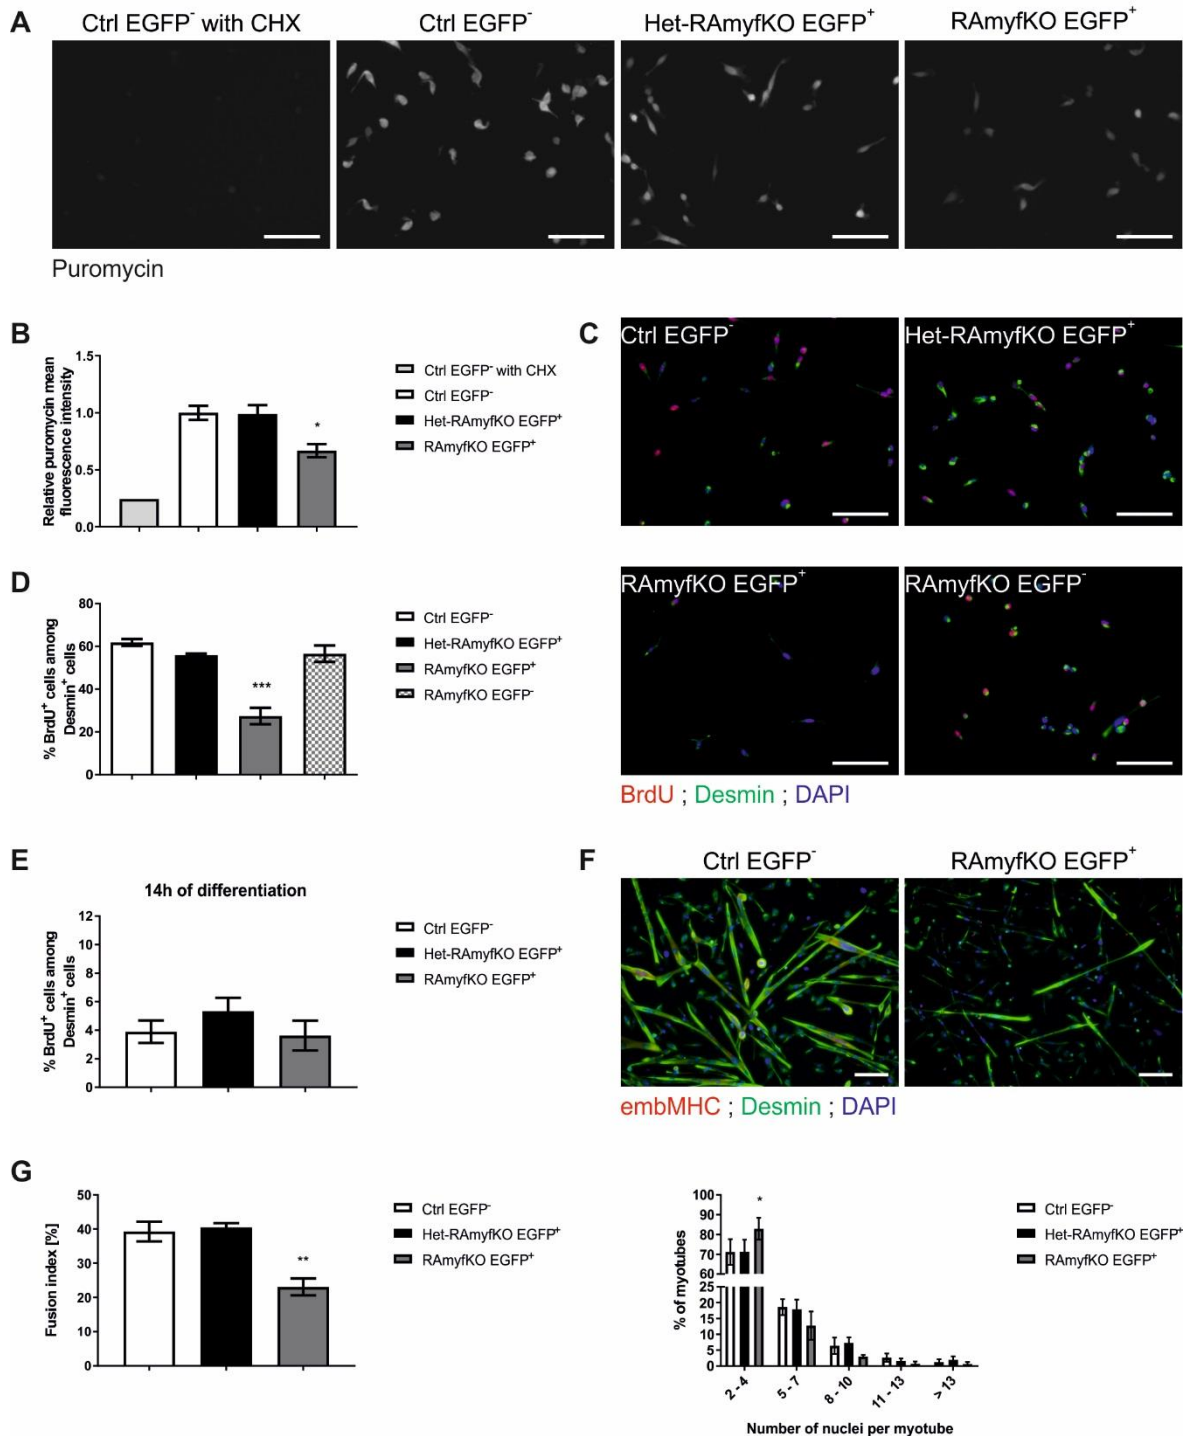 A
Ctrl EGFP⁻ with CHX
Ctrl EGFP⁻
Het-RAmyfKO EGFP⁺
RAmyfKO EGFP⁺
Puromycin
B
Relative puromycin mean
fluorescence intensity
1.5
1.0
0.5
0.0
*
Ctrl EGFP⁻ with CHX
Ctrl EGFP⁻
Het-RAmyfKO EGFP⁺
RAmyfKO EGFP⁺
C
Ctrl EGFP⁻
Het-RAmyfKO EGFP⁺
RAmyfKO EGFP⁺
RAmyfKO EGFP⁻
BrdU ; Desmin ; DAPI
D
% BrdU⁺ cells among
Desmin⁺ cells
80
60
40
20
0
***
Ctrl EGFP⁻
Het-RAmyfKO EGFP⁺
RAmyfKO EGFP⁺
RAmyfKO EGFP⁻
E
14h of differentiation
% BrdU⁺ cells among
Desmin⁺ cells
12
10
8
6
4
2
0
Ctrl EGFP⁻
Het-RAmyfKO EGFP⁺
RAmyfKO EGFP⁺
F
Ctrl EGFP⁻
RAmyfKO EGFP⁺
embMHC ; Desmin ; DAPI
G
Fusion index [%]
50
40
30
20
10
0
**
Ctrl EGFP⁻
Het-RAmyfKO EGFP⁺
RAmyfKO EGFP⁺
% of myotubes
100
90
80
70
60
25
20
15
10
5
0
*
2 - 4
5 - 7
8 - 10
11 - 13
> 13
Number of nuclei per myotube
Ctrl EGFP⁻
Het-RAmyfKO EGFP⁺
RAmyfKO EGFP⁺